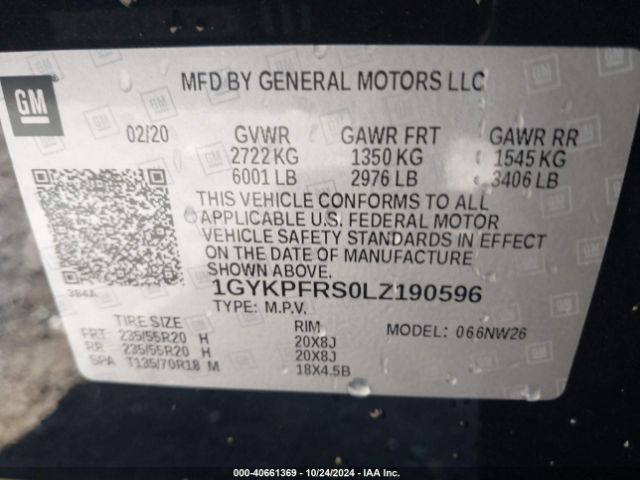 GM
MFD BY GENERAL MOTORS LLC
02/20 GVWR GAWR FRT GAWR RR
2722 KG 1350 KG 1545 KG
6001 LB 2976 LB 3406 LB
THIS VEHICLE CONFORMS TO ALL
APPLICABLE U.S. FEDERAL MOTOR
VEHICLE SAFETY STANDARDS IN EFFECT
ON THE DATE OF MANUFACTURE
SHOWN ABOVE.
1GYKPFRS0LZ190596
TYPE: M.P.V.
TIRE SIZE RIM MODEL: 066NW26
FRT 235/55R20 H 20X8J
RR 235/55R20 H 20X8J
SPA T135/70R18 M 18X4.5B
000-40661369 - 10/24/2024 - IAA Inc.